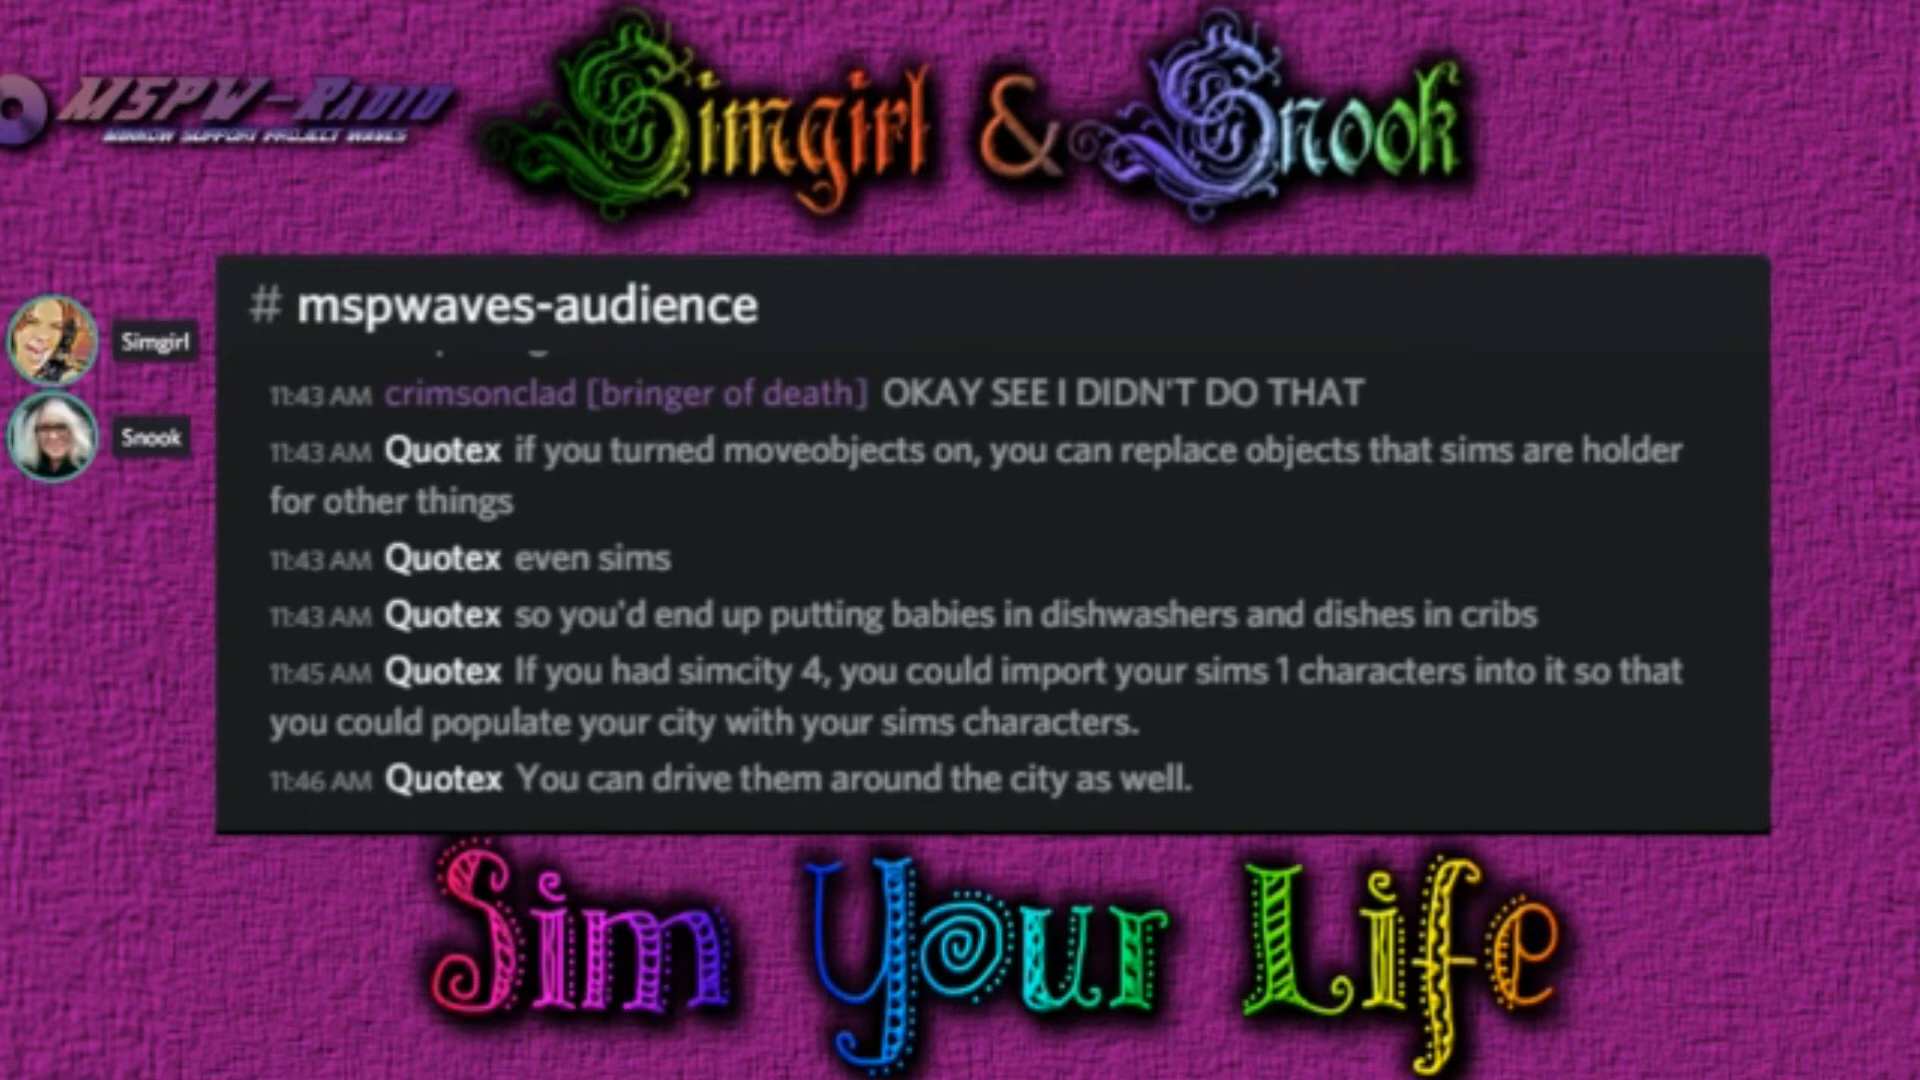 MSPW-Radio
MINNOW SUPPORT PROJECT WAVES
Simgirl & Snook
Simgirl
Snook
# mspwaves-audience
11:43 AM crimsonclad [bringer of death] OKAY SEE I DIDN'T DO THAT
11:43 AM Quotex if you turned moveobjects on, you can replace objects that sims are holder
for other things
11:43 AM Quotex even sims
11:43 AM Quotex so you'd end up putting babies in dishwashers and dishes in cribs
11:45 AM Quotex If you had simcity 4, you could import your sims 1 characters into it so that
you could populate your city with your sims characters.
11:46 AM Quotex You can drive them around the city as well.
Sim Your Life